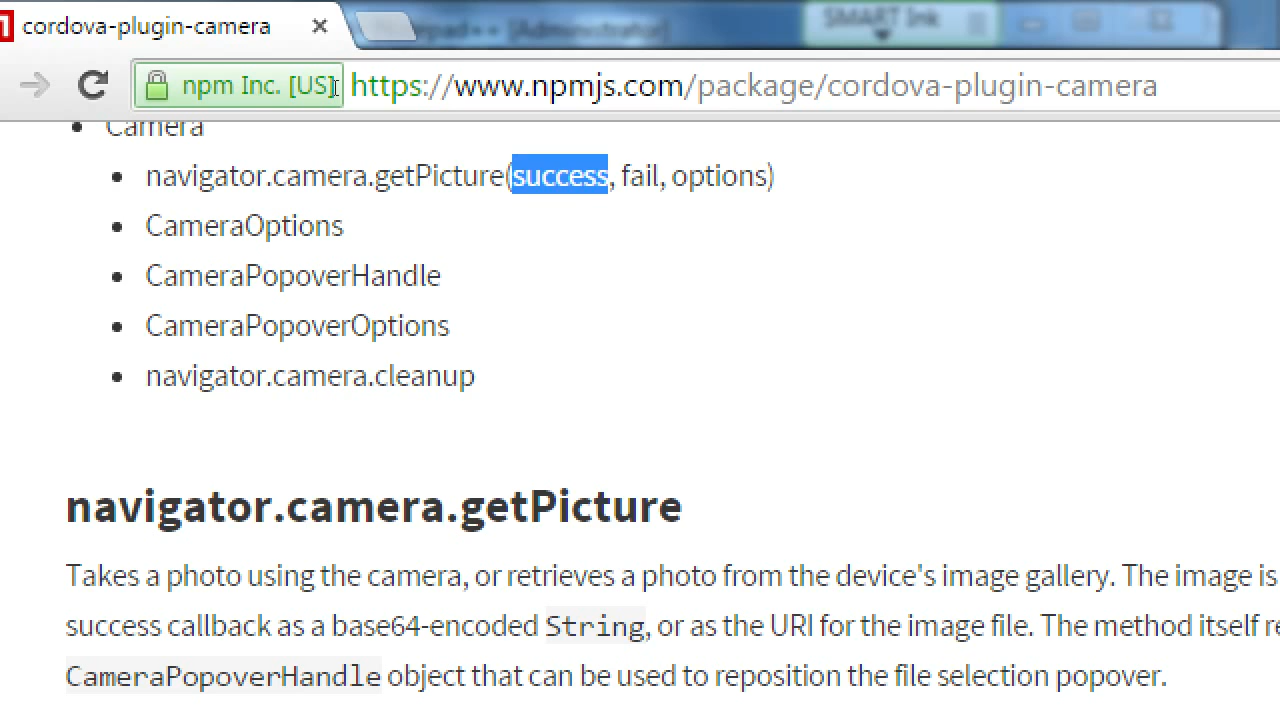 cordova-plugin-camera
[Administrator]
SMART Ink
npm Inc. [US] https://www.npmjs.com/package/cordova-plugin-camera
Camera
navigator.camera.getPicture(success, fail, options)
CameraOptions
CameraPopoverHandle
CameraPopoverOptions
navigator.camera.cleanup
navigator.camera.getPicture
Takes a photo using the camera, or retrieves a photo from the device's image gallery. The image is
success callback as a base64-encoded String, or as the URI for the image file. The method itself re
CameraPopoverHandle object that can be used to reposition the file selection popover.